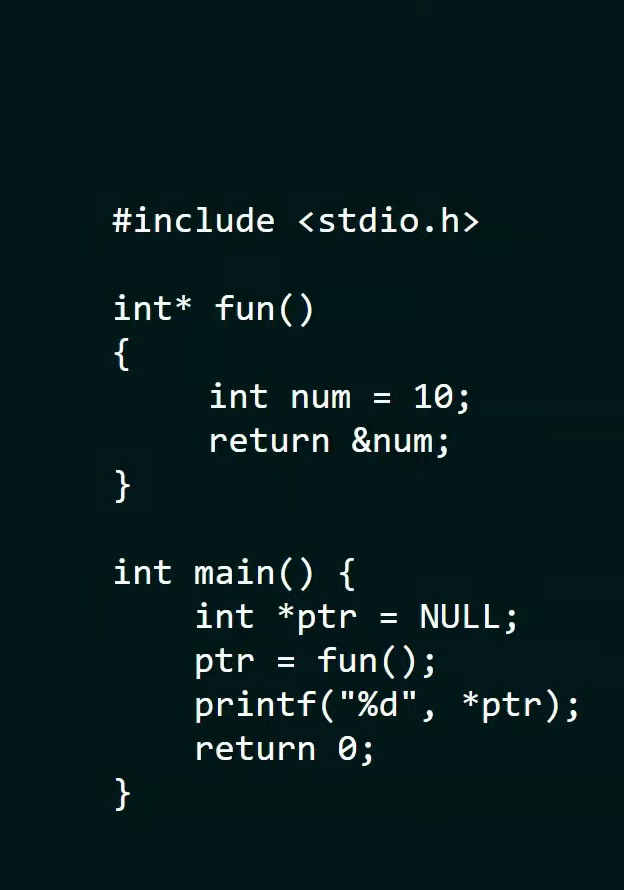 #include <stdio.h>
int* fun()
{
int num = 10;
return &num;
}
int main() {
int *ptr = NULL;
ptr = fun();
printf("%d", *ptr);
return 0;
}